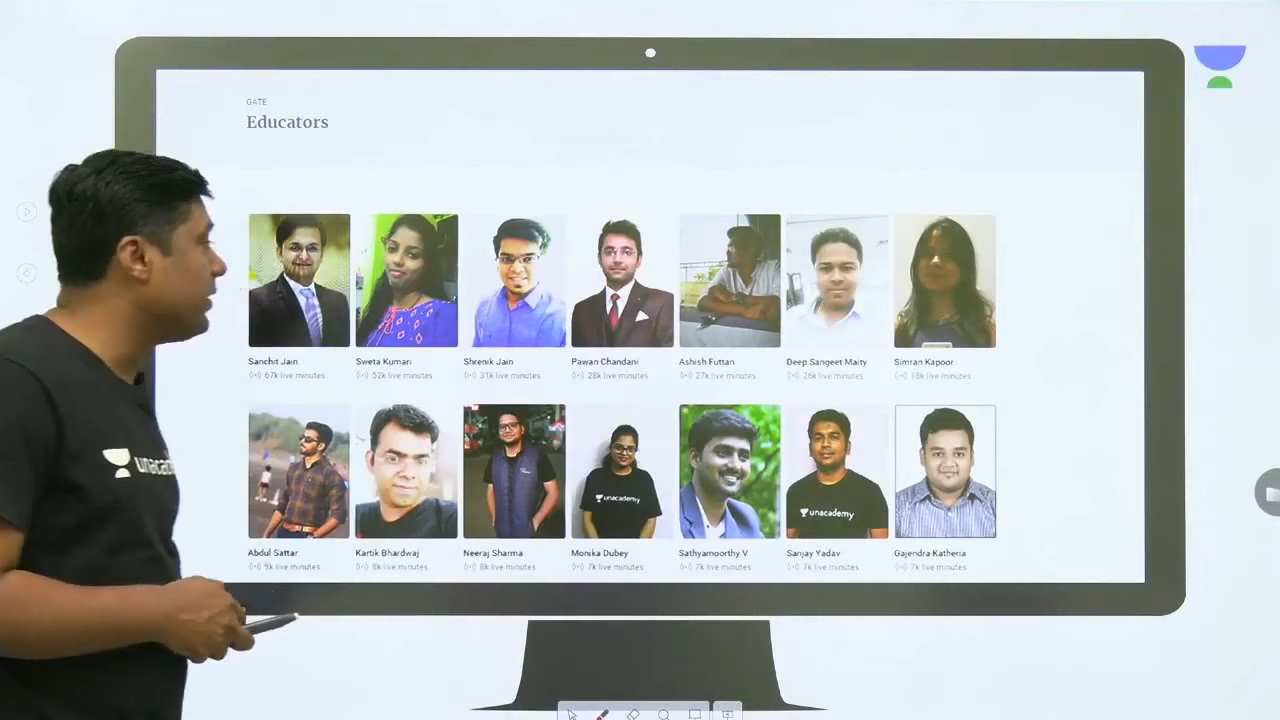 GATE
Educators
Sanchit Jain
67k live minutes
Sweta Kumari
52k live minutes
Shrenik Jain
31k live minutes
Pawan Chandani
28k live minutes
Ashish Futtan
27k live minutes
Deep Sangeet Maity
26k live minutes
Simran Kapoor
18k live minutes
unacade
unacademy
unacademy
Abdul Sattar
9k live minutes
Kartik Bhardwaj
8k live minutes
Neeraj Sharma
8k live minutes
Monika Dubey
7k live minutes
Sathyamoorthy V
7k live minutes
Sanjay Yadav
7k live minutes
Gajendra Katheria
7k live minutes